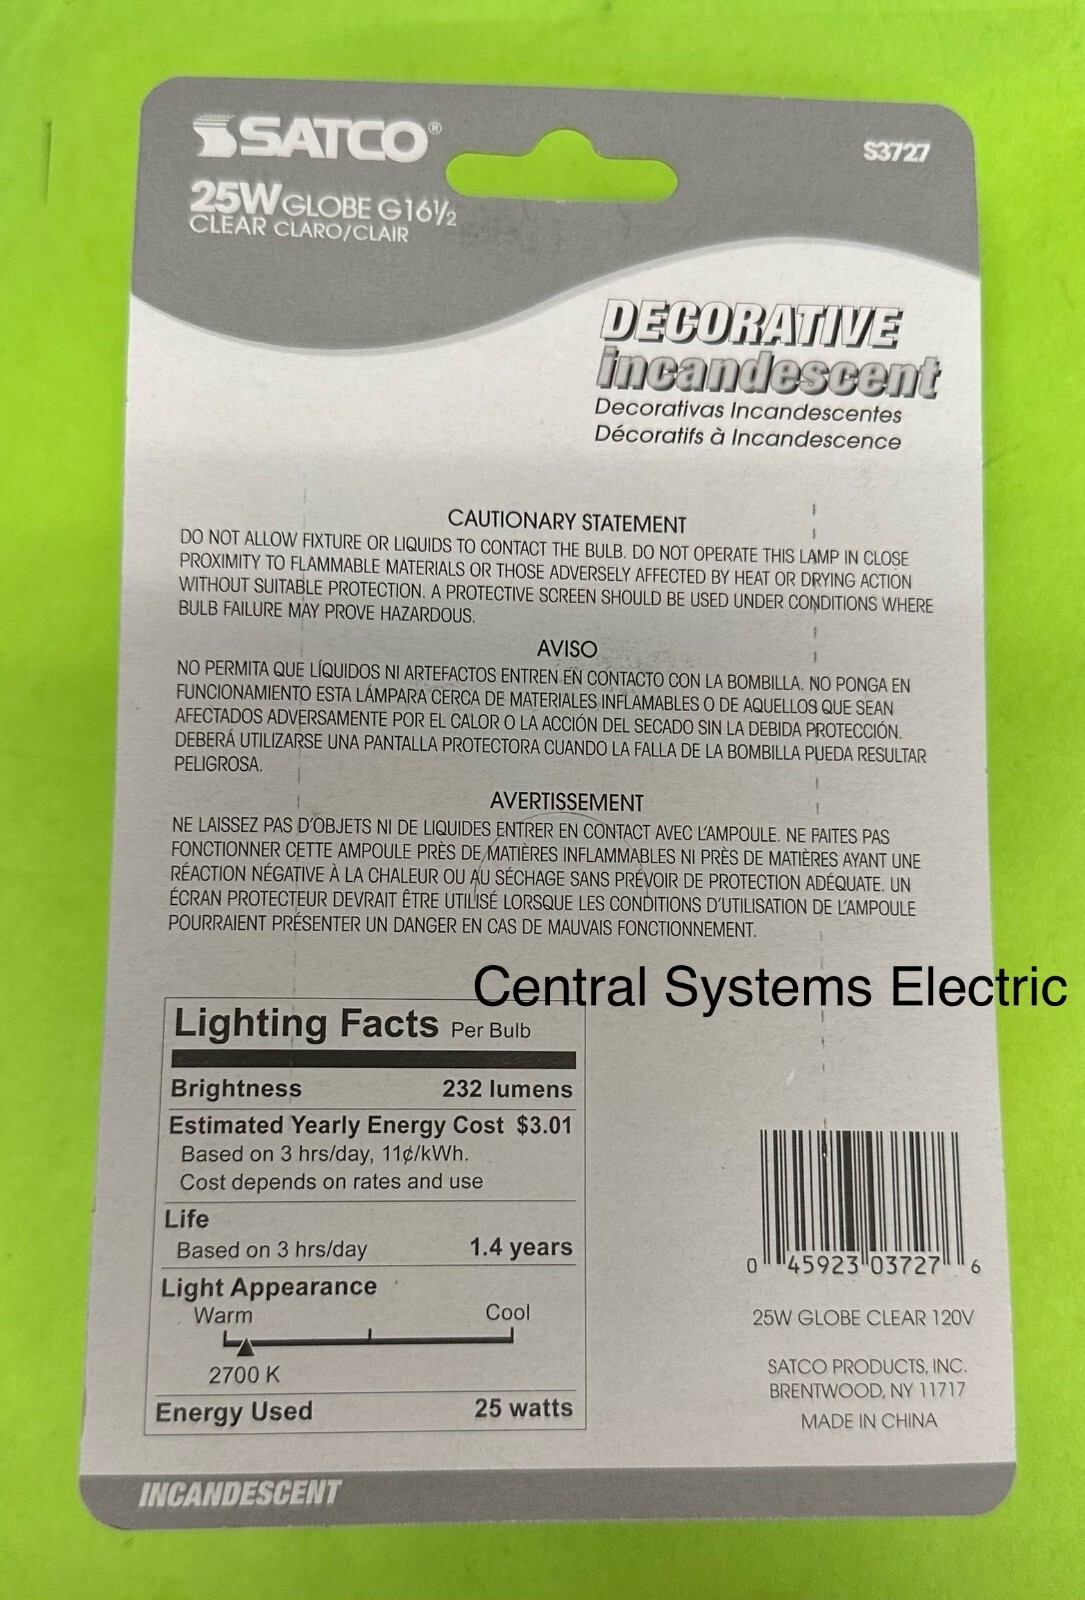 SATCO®
S3727
25W GLOBE G16½
CLEAR CLARO/CLAIR
DECORATIVE
incandescent
Decorativas Incandescentes
Décoratifs à Incandescence
CAUTIONARY STATEMENT
DO NOT ALLOW FIXTURE OR LIQUIDS TO CONTACT THE BULB. DO NOT OPERATE THIS LAMP IN CLOSE
PROXIMITY TO FLAMMABLE MATERIALS OR THOSE ADVERSELY AFFECTED BY HEAT OR DRYING ACTION
WITHOUT SUITABLE PROTECTION. A PROTECTIVE SCREEN SHOULD BE USED UNDER CONDITIONS WHERE
BULB FAILURE MAY PROVE HAZARDOUS.
AVISO
NO PERMITA QUE LÍQUIDOS NI ARTEFACTOS ENTREN EN CONTACTO CON LA BOMBILLA. NO PONGA EN
FUNCIONAMIENTO ESTA LÁMPARA CERCA DE MATERIALES INFLAMABLES O DE AQUELLOS QUE SEAN
AFECTADOS ADVERSAMENTE POR EL CALOR O LA ACCIÓN DEL SECADO SIN LA DEBIDA PROTECCIÓN.
DEBERÁ UTILIZARSE UNA PANTALLA PROTECTORA CUANDO LA FALLA DE LA BOMBILLA PUEDA RESULTAR
PELIGROSA.
AVERTISSEMENT
NE LAISSEZ PAS D'OBJETS NI DE LIQUIDES ENTRER EN CONTACT AVEC L'AMPOULE. NE FAITES PAS
FONCTIONNER CETTE AMPOULE PRÈS DE MATIÈRES INFLAMMABLES NI PRÈS DE MATIÈRES AYANT UNE
RÉACTION NÉGATIVE À LA CHALEUR OU AU SÉCHAGE SANS PRÉVOIR DE PROTECTION ADÉQUATE. UN
ÉCRAN PROTECTEUR DEVRAIT ÊTRE UTILISÉ LORSQUE LES CONDITIONS D'UTILISATION DE L'AMPOULE
POURRAIENT PRÉSENTER UN DANGER EN CAS DE MAUVAIS FONCTIONNEMENT.
Central Systems Electric
Lighting Facts Per Bulb
Brightness 232 lumens
Estimated Yearly Energy Cost $3.01
Based on 3 hrs/day, 11¢/kWh.
Cost depends on rates and use
Life
Based on 3 hrs/day 1.4 years
Light Appearance
Warm Cool
2700 K
Energy Used 25 watts
0 45923 03727 6
25W GLOBE CLEAR 120V
SATCO PRODUCTS, INC.
BRENTWOOD, NY 11717
MADE IN CHINA
INCANDESCENT